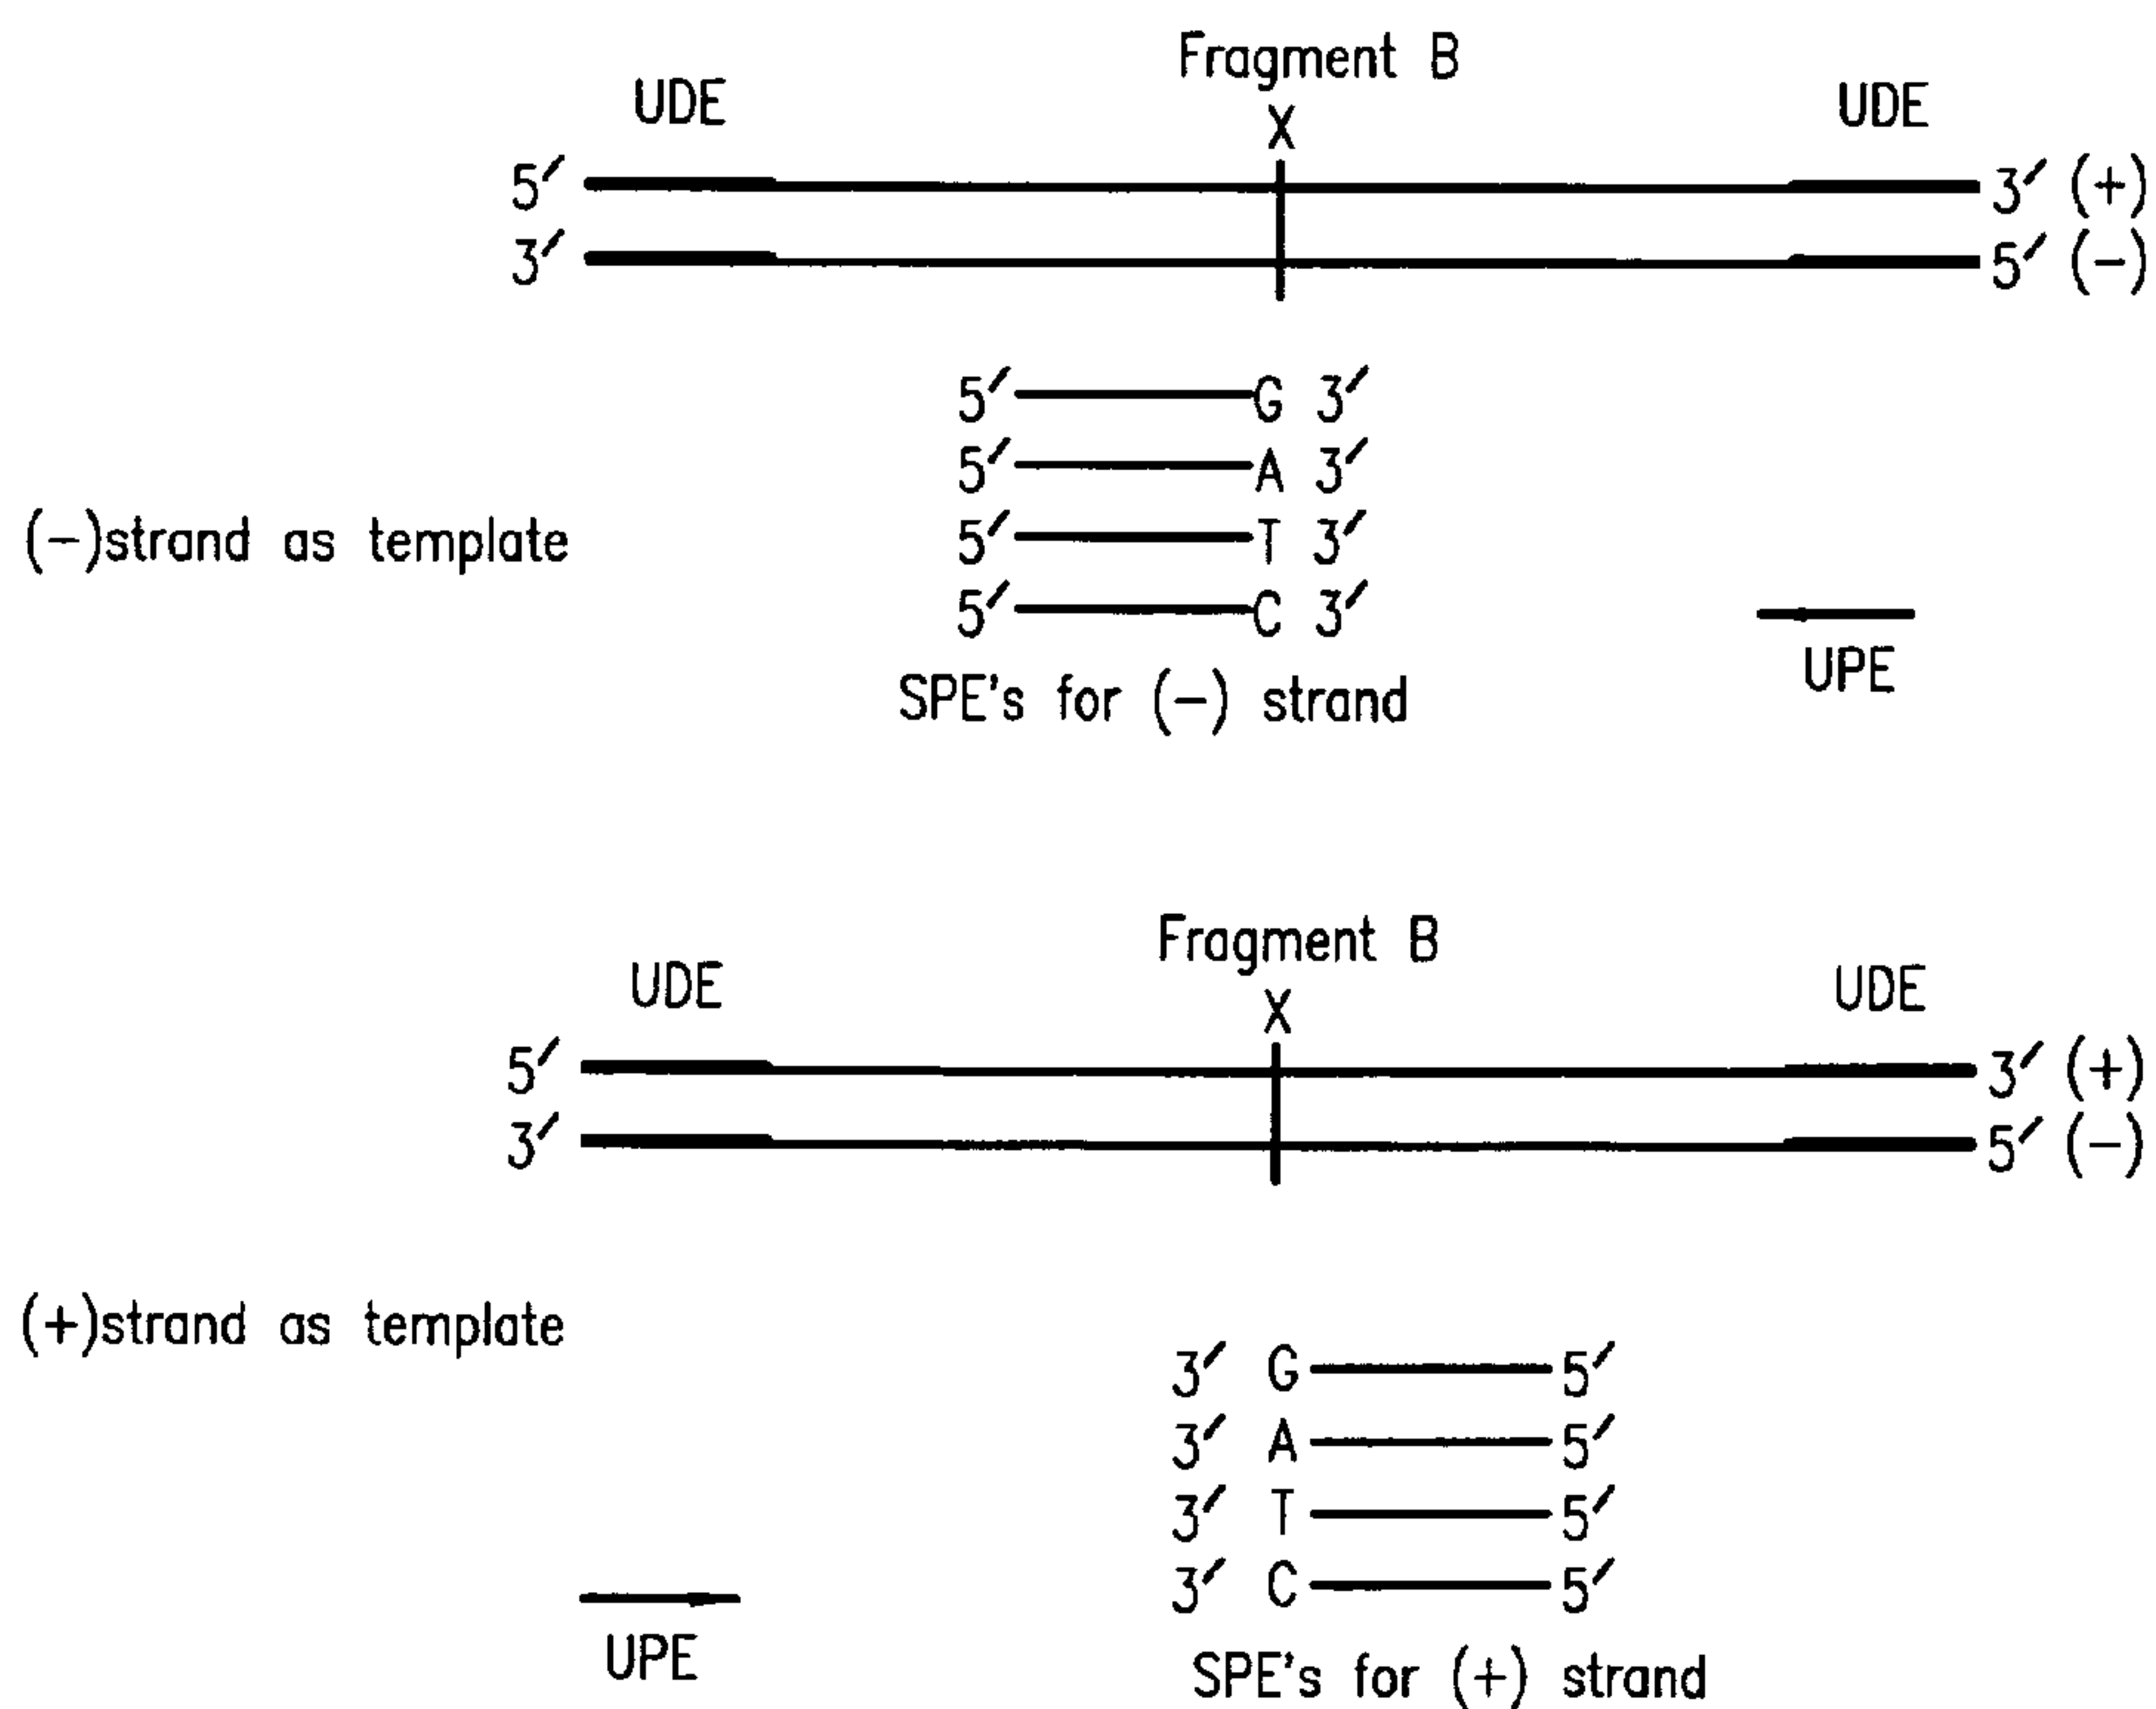 Fragment B
UDE X UDE
5′ 3′ (+)
3′ 5′ (-)
5′ G 3′
5′ A 3′
(-)strand as template
5′ T 3′
5′ C 3′
UPE
SPE's for (-) strand
Fragment B
UDE X UDE
5′ 3′ (+)
3′ 5′ (-)
(+)strand as template
3′ G 5′
3′ A 5′
3′ T 5′
3′ C 5′
UPE
SPE's for (+) strand